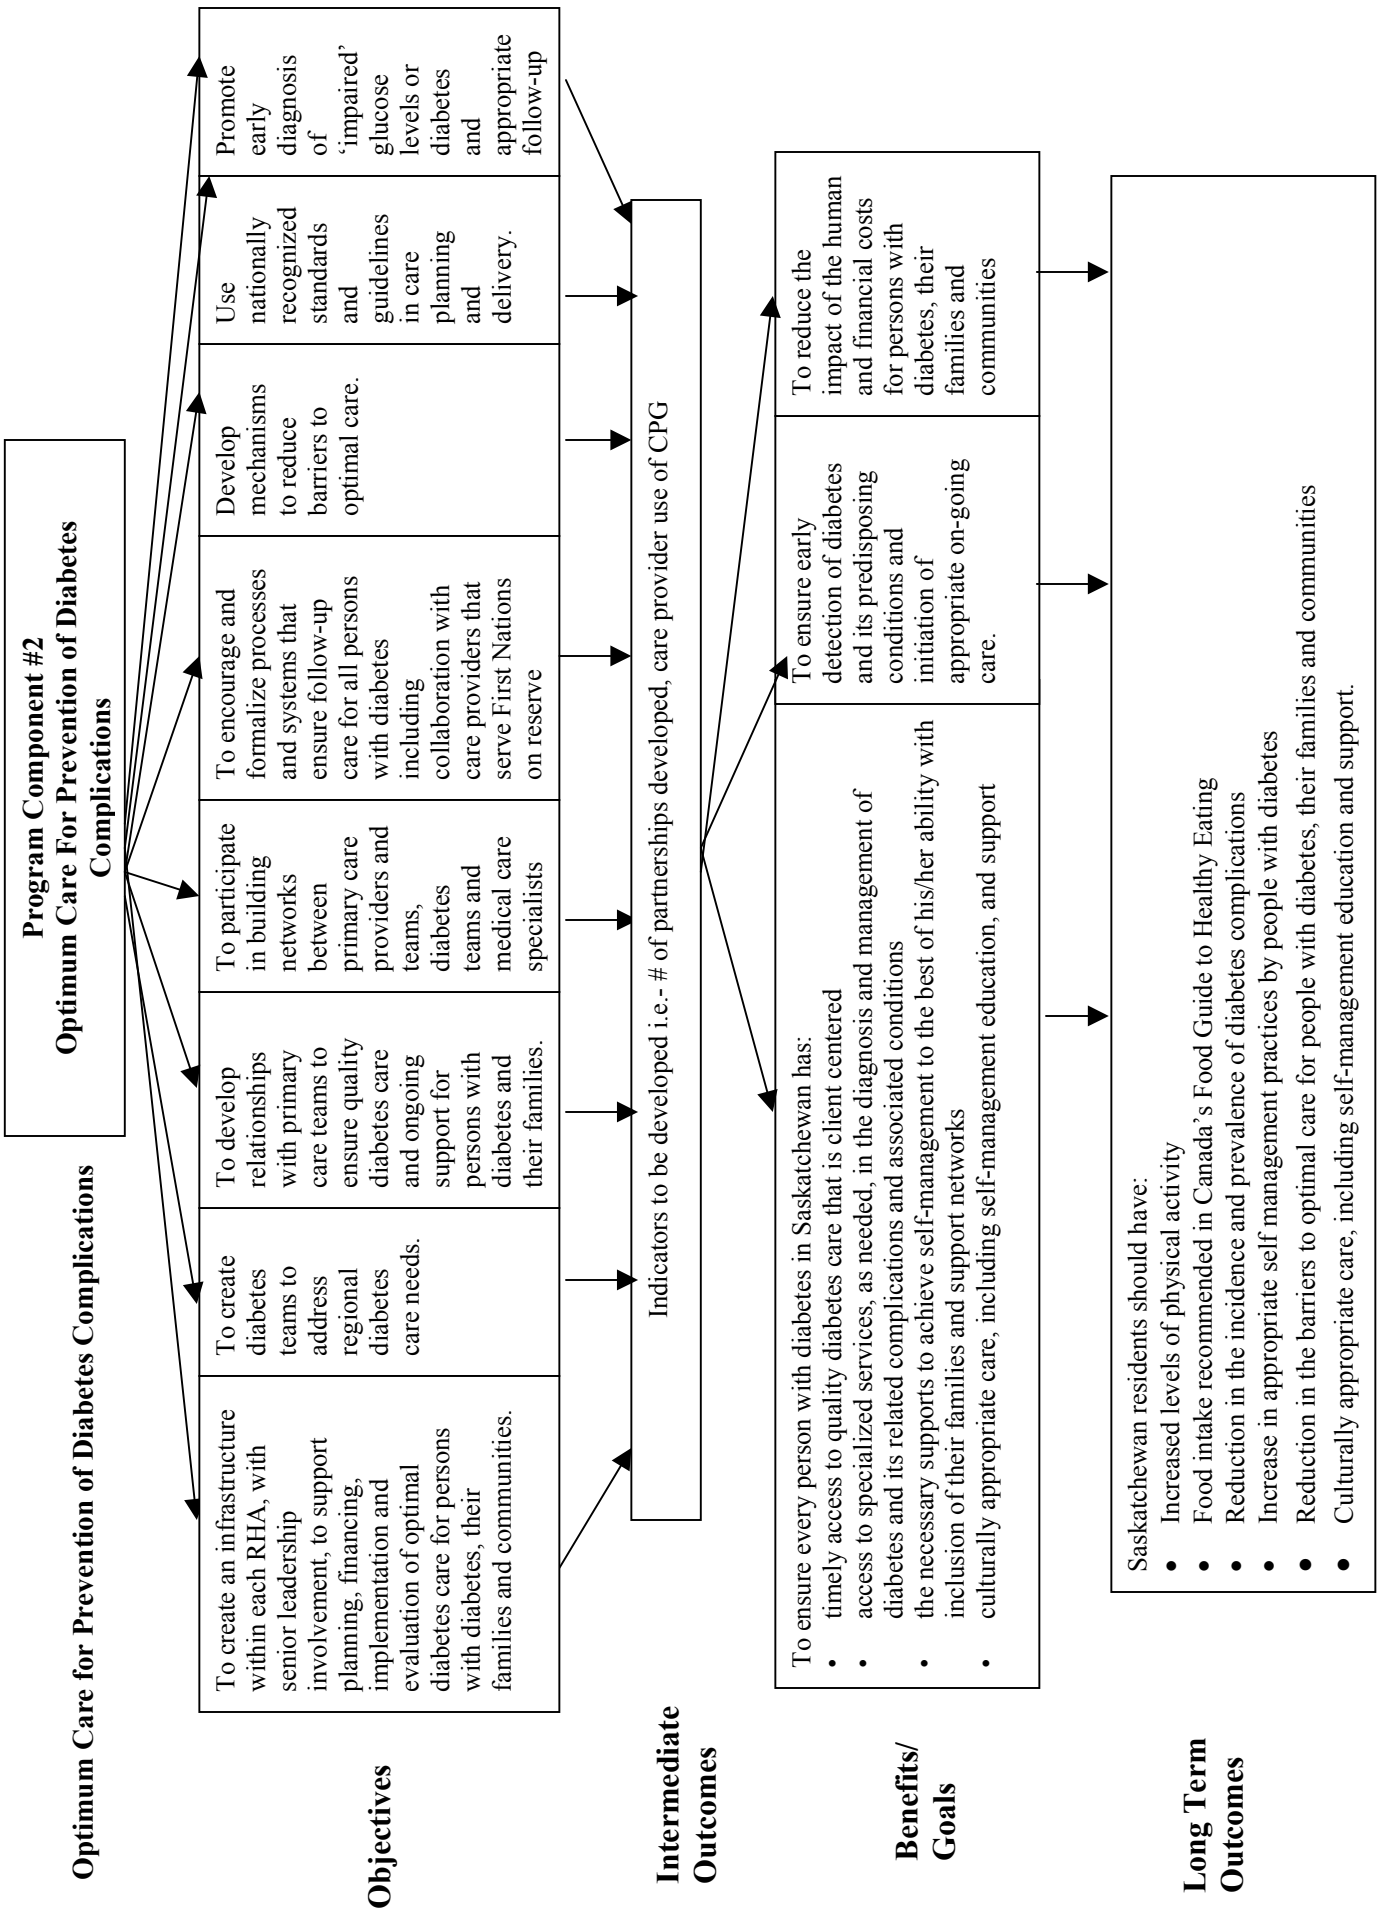 Optimum Care for Prevention of Diabetes Complications
Program Component #2
Optimum Care For Prevention of Diabetes
Complications
Objectives
To create an infrastructure
within each RHA, with
senior leadership
involvement, to support
planning, financing,
implementation and
evaluation of optimal
diabetes care for persons
with diabetes, their
families and communities.
To create
diabetes
teams to
address
regional
diabetes
care needs.
To develop
relationships
with primary
care teams to
ensure quality
diabetes care
and ongoing
support for
persons with
diabetes and
their families.
To participate
in building
networks
between
primary care
providers and
teams,
diabetes
teams and
medical care
specialists
To encourage and
formalize processes
and systems that
ensure follow-up
care for all persons
with diabetes
including
collaboration with
care providers that
serve First Nations
on reserve
Develop
mechanisms
to reduce
barriers to
optimal care.
Use
nationally
recognized
standards
and
guidelines
in care
planning
and
delivery.
Promote
early
diagnosis
of
‘impaired’
glucose
levels or
diabetes
and
appropriate
follow-up
Intermediate
Outcomes
Indicators to be developed i.e.- # of partnerships developed, care provider use of CPG
Benefits/
Goals
To ensure every person with diabetes in Saskatchewan has:
• timely access to quality diabetes care that is client centered
• access to specialized services, as needed, in the diagnosis and management of
diabetes and its related complications and associated conditions
• the necessary supports to achieve self-management to the best of his/her ability with
inclusion of their families and support networks
• culturally appropriate care, including self-management education, and support
To ensure early
detection of diabetes
and its predisposing
conditions and
initiation of
appropriate on-going
care.
To reduce the
impact of the human
and financial costs
for persons with
diabetes, their
families and
communities
Long Term
Outcomes
Saskatchewan residents should have:
• Increased levels of physical activity
• Food intake recommended in Canada’s Food Guide to Healthy Eating
• Reduction in the incidence and prevalence of diabetes complications
• Increase in appropriate self management practices by people with diabetes
• Reduction in the barriers to optimal care for people with diabetes, their families and communities
• Culturally appropriate care, including self-management education and support.